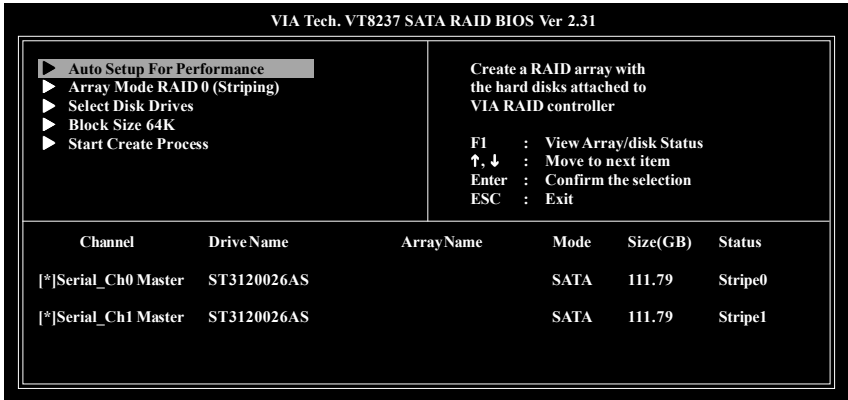 VIA Tech. VT8237 SATA RAID BIOS Ver 2.31
Auto Setup For Performance
Array Mode RAID 0 (Striping)
Select Disk Drives
Block Size 64K
Start Create Process
Create a RAID array with
the hard disks attached to
VIA RAID controller
F1 : View Array/disk Status
↑, ↓ : Move to next item
Enter : Confirm the selection
ESC : Exit
Channel Drive Name Array Name Mode Size(GB) Status
[*]Serial_Ch0 Master ST3120026AS SATA 111.79 Stripe0
[*]Serial_Ch1 Master ST3120026AS SATA 111.79 Stripe1